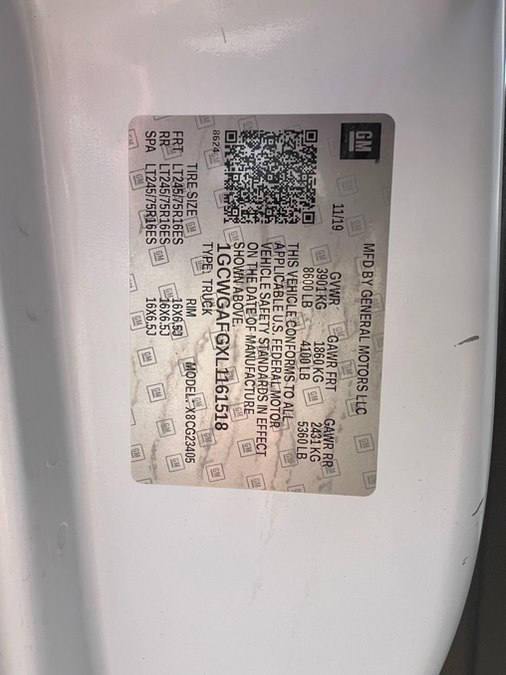 GM
MFD BY GENERAL MOTORS LLC
11/19 GVWR GAWR FRT GAWR RR
3901 KG 1860 KG 2431 KG
8600 LB 4100 LB 5360 LB
THIS VEHICLE CONFORMS TO ALL
APPLICABLE U.S. FEDERAL MOTOR
VEHICLE SAFETY STANDARDS IN EFFECT
ON THE DATE OF MANUFACTURE
SHOWN ABOVE.
8624
1GCWGAFGXL1161518
TYPE: TRUCK MODEL: X8CG23405
TIRE SIZE RIM
FRT LT245/75R16ES 16X6.5J
RR LT245/75R16ES 16X6.5J
SPA LT245/75R16ES 16X6.5J